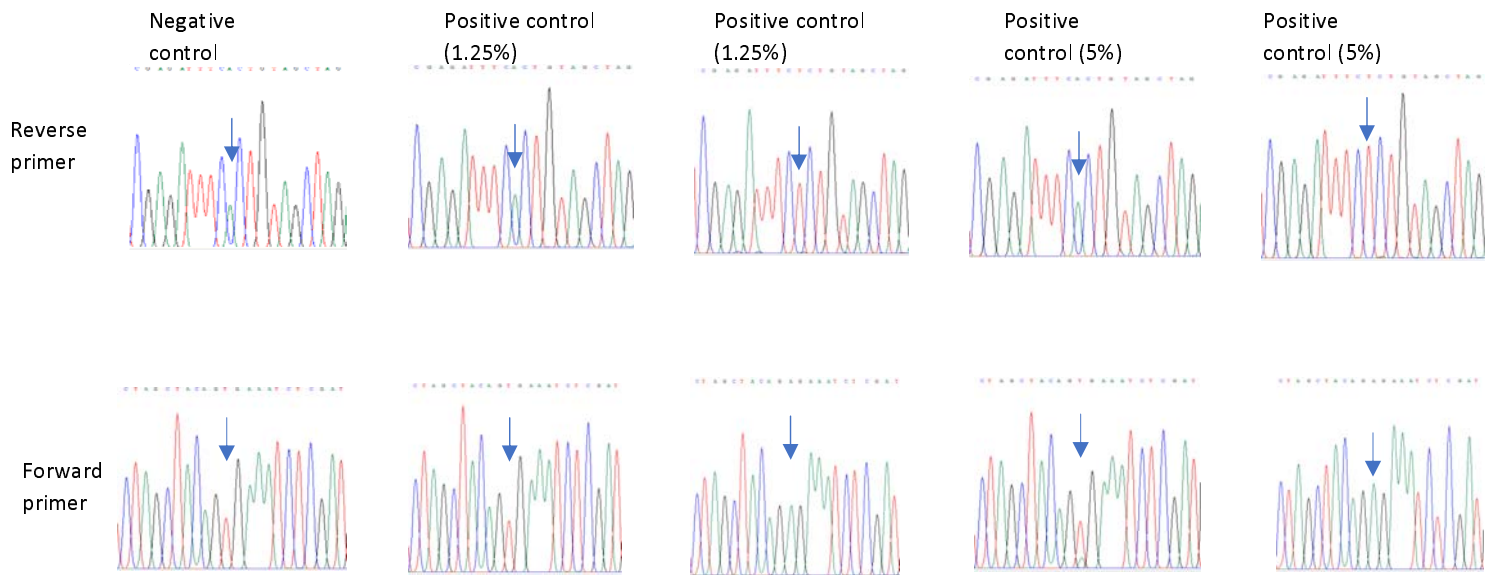 Negative
control
Positive control
(1.25%)
Positive control
(1.25%)
Positive
control (5%)
Positive
control (5%)
C G A G A T T T C A C T G T A G C T A G
C G A G A T T T C A C T G T A G C T A G
C G A G A T T T C T C T G T A G C T A G
C G A G A T T T C A C T G T A G C T A G
C G A G A T T T C T C T G T A G C T A G
Reverse
primer
C T A G C T A C A G T G A A A T C T C G A T
C T A G C T A C A G T G A A A T C T C G A T
C T A G C T A C A G A G A A A T C T C G A T
C T A G C T A C A G T G A A A T C T C G A T
C T A G C T A C A G A G A A A T C T C G A T
Forward
primer